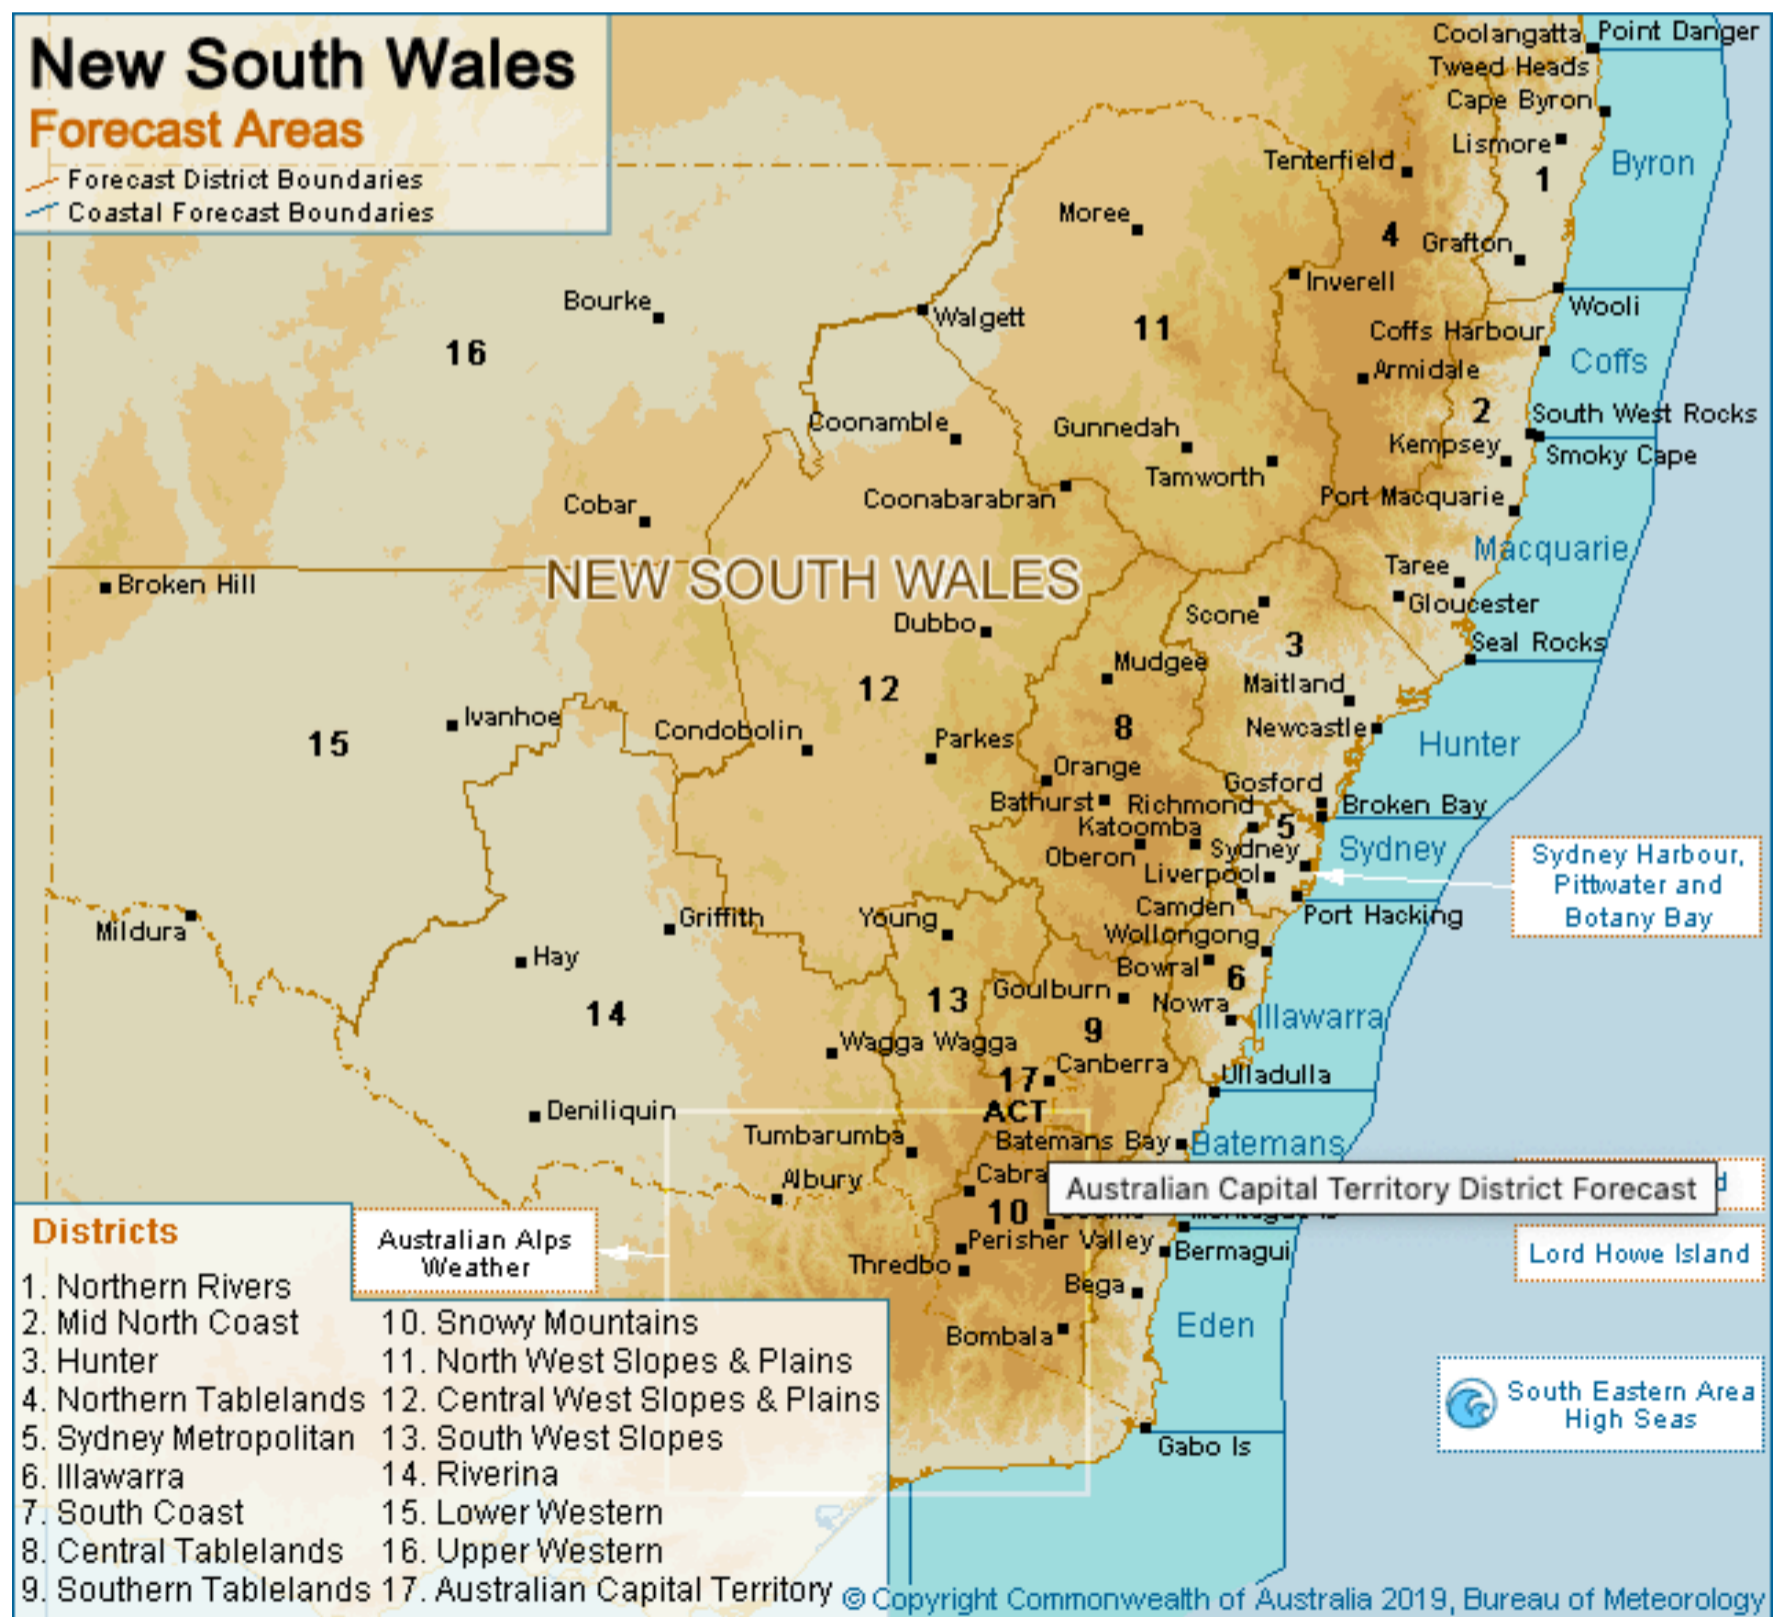 New South Wales
Forecast Areas
Forecast District Boundaries
Coastal Forecast Boundaries
Coolangatta
Point Danger
Tweed Heads
Cape Byron
Lismore
1
Byron
Tenterfield
Moree
4
Grafton
Inverell
Bourke
Walgett
Wooli
16
11
Coffs Harbour
Coffs
Armidale
2
South West Rocks
Coonamble
Gunnedah
Kempsey
Smoky Cape
Tamworth
Cobar
Coonabarabran
Port Macquarie
Macquarie
NEW SOUTH WALES
Taree
Broken Hill
Gloucester
Scone
Dubbo
3
Seal Rocks
Mudgee
12
Maitland
Ivanhoe
15
Condobolin
8
Newcastle
Parkes
Hunter
Orange
Gosford
Bathurst
Richmond
Broken Bay
Katoomba
5
Oberon
Sydney
Sydney
Sydney Harbour,
Pittwater and
Botany Bay
Liverpool
Camden
Port Hacking
Mildura
Griffith
Young
Wollongong
Hay
Bowral
6
14
13
Goulburn
Nowra
Illawarra
9
Wagga Wagga
Canberra
17
Ulladulla
ACT
Deniliquin
Tumbarumba
Batemans Bay
Batemans
Albury
Cabra
Australian Capital Territory District Forecast
d
10
Australian Alps
Weather
Perisher Valley
Bermagui
Lord Howe Island
Thredbo
Bega
Eden
Bombala
South Eastern Area
High Seas
Gabo Is
Districts
1. Northern Rivers
2. Mid North Coast
3. Hunter
4. Northern Tablelands
5. Sydney Metropolitan
6. Illawarra
7. South Coast
8. Central Tablelands
9. Southern Tablelands
10. Snowy Mountains
11. North West Slopes & Plains
12. Central West Slopes & Plains
13. South West Slopes
14. Riverina
15. Lower Western
16. Upper Western
17. Australian Capital Territory
© Copyright Commonwealth of Australia 2019, Bureau of Meteorology